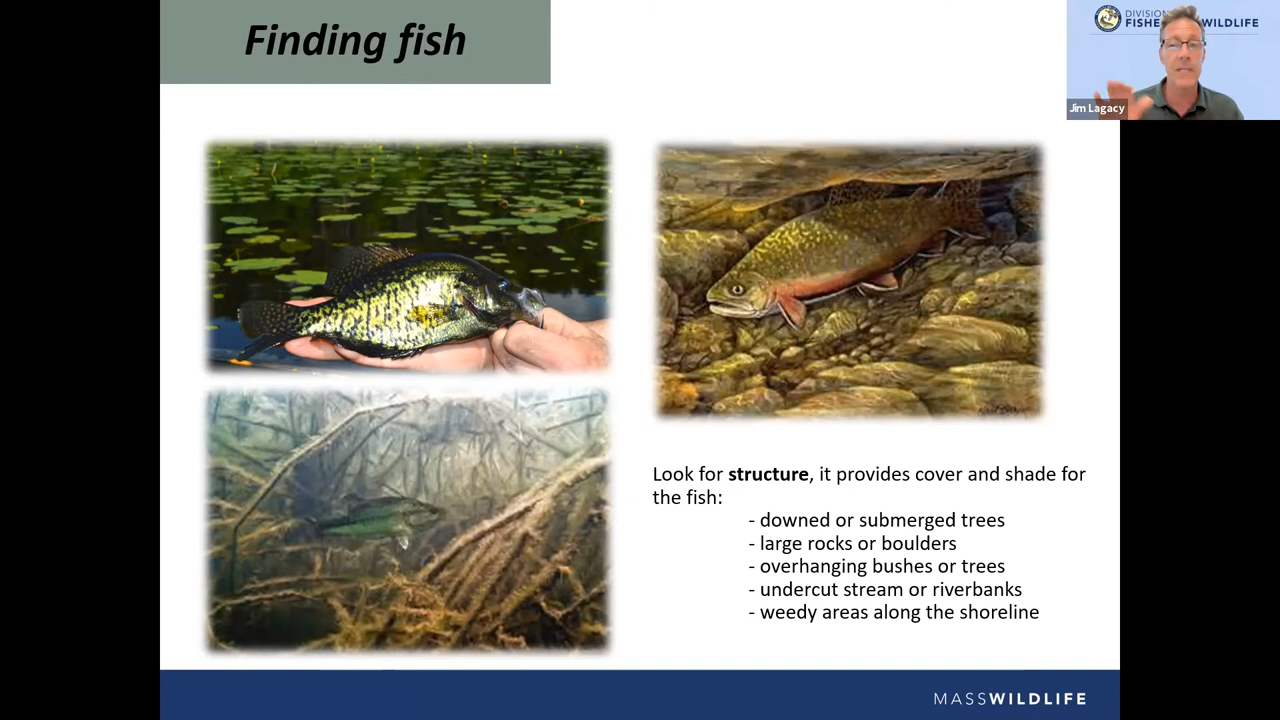 Finding fish
DIVISION
FISHE WILDLIFE
Jim Lagacy
Look for structure, it provides cover and shade for
the fish:
- downed or submerged trees
- large rocks or boulders
- overhanging bushes or trees
- undercut stream or riverbanks
- weedy areas along the shoreline
MASSWILDLIFE